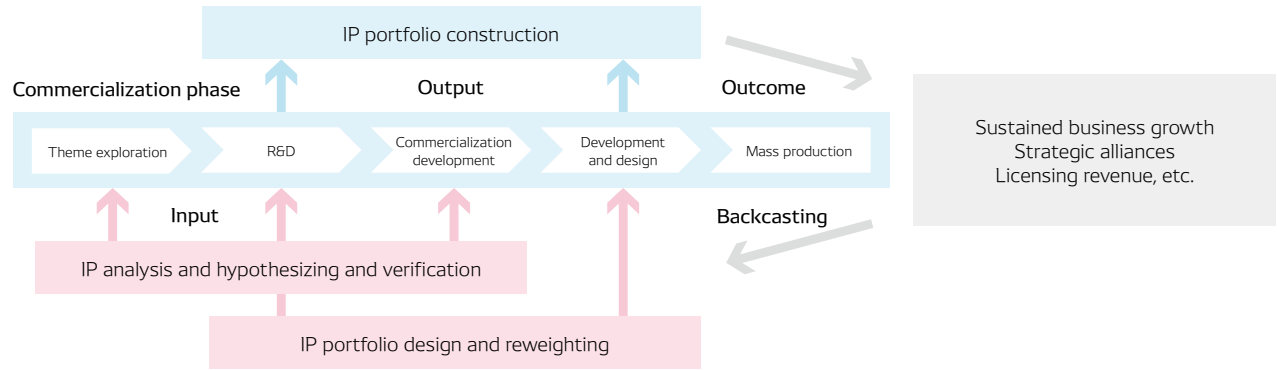 IP portfolio construction
Commercialization phase
Output
Outcome
Theme exploration
R&D
Commercialization
development
Development
and design
Mass production
Sustained business growth
Strategic alliances
Licensing revenue, etc.
Input
Backcasting
IP analysis and hypothesizing and verification
IP portfolio design and reweighting